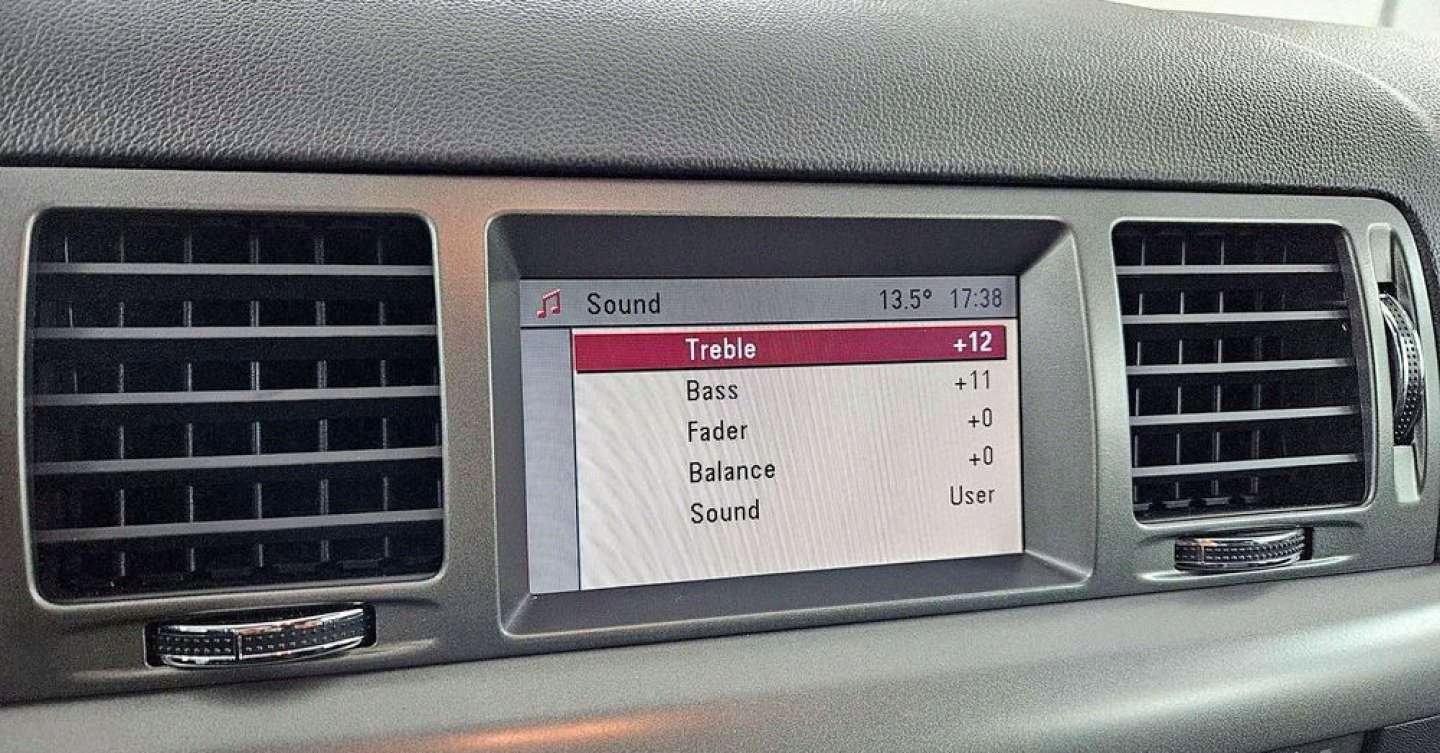 Sound 13.5° 17:38
Treble +12
Bass +11
Fader +0
Balance +0
Sound User